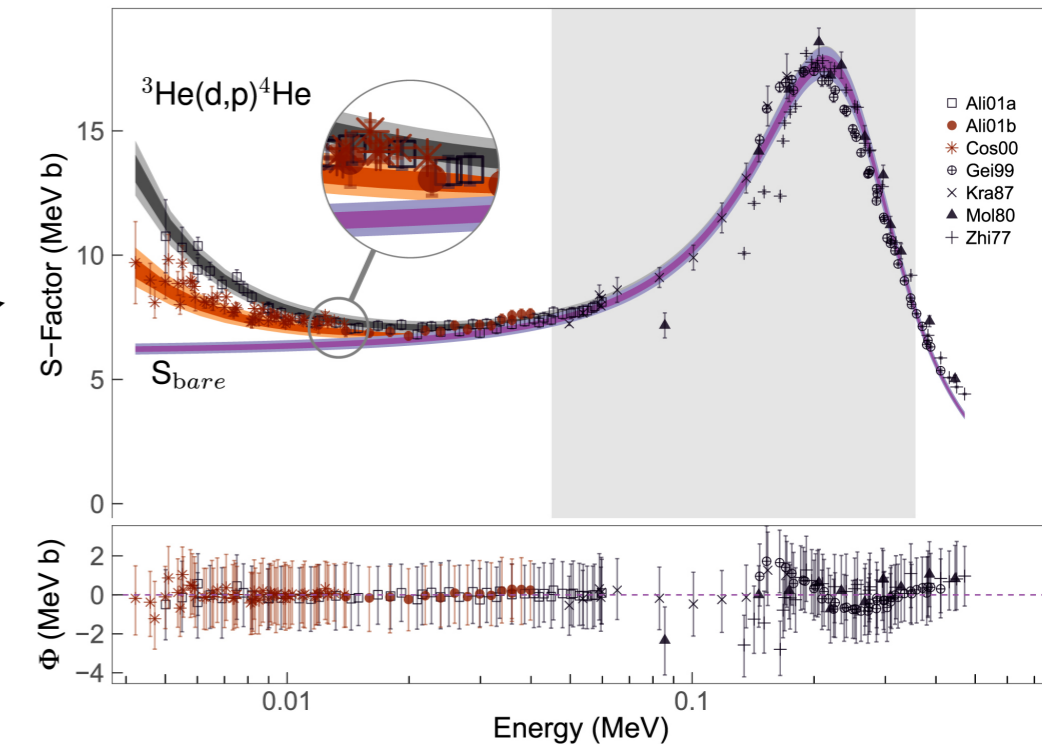 ³He(d,p)⁴He
S−Factor (MeV b)
15
10
5
0
S_bare
Ali01a
Ali01b
Cos00
Gei99
Kra87
Mol80
Zhi77
Φ (MeV b)
2
0
−2
−4
0.01
0.1
Energy (MeV)